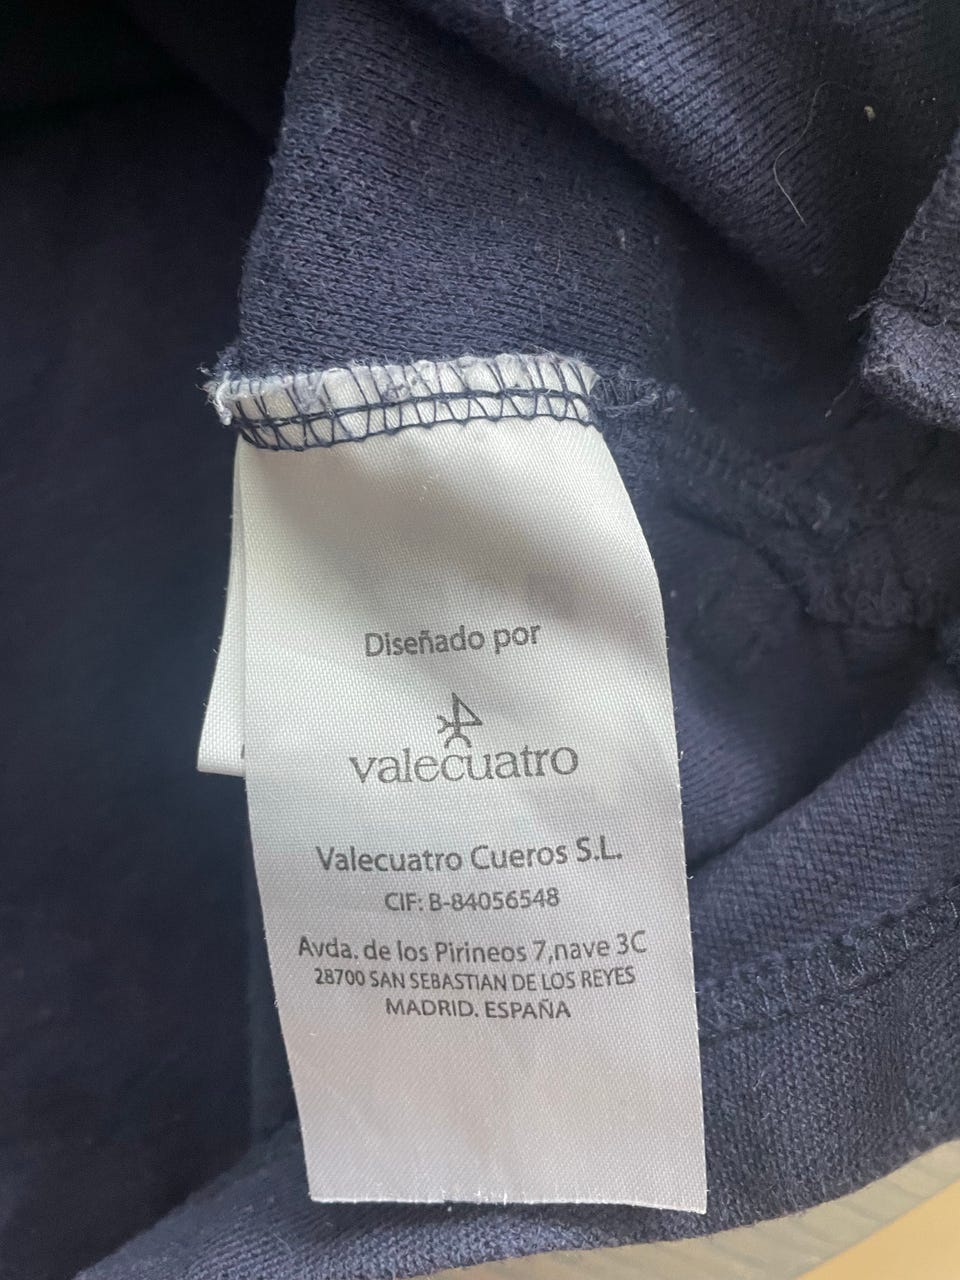 Diseñado por
valecuatro
Valecuatro Cueros S.L.
CIF: B-84056548
Avda. de los Pirineos 7,nave 3C
28700 SAN SEBASTIAN DE LOS REYES
MADRID. ESPAÑA